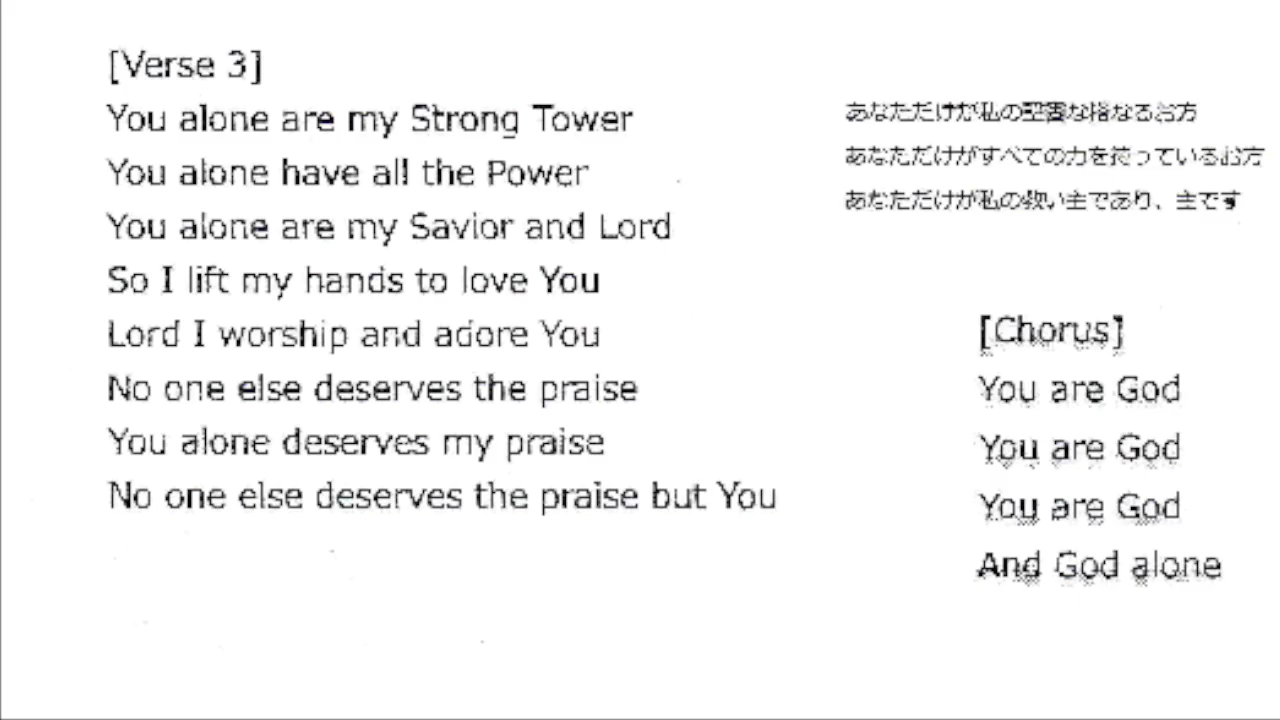 [Verse 3]
You alone are my Strong Tower
You alone have all the Power
You alone are my Savior and Lord
So I lift my hands to love You
Lord I worship and adore You
No one else deserves the praise
You alone deserves my praise
No one else deserves the praise but You
あなただけが私の堅固な塔なるお方
あなただけがすべての力を持っているお方
あなただけが私の救い主であり、主です
[Chorus]
You are God
You are God
You are God
And God alone